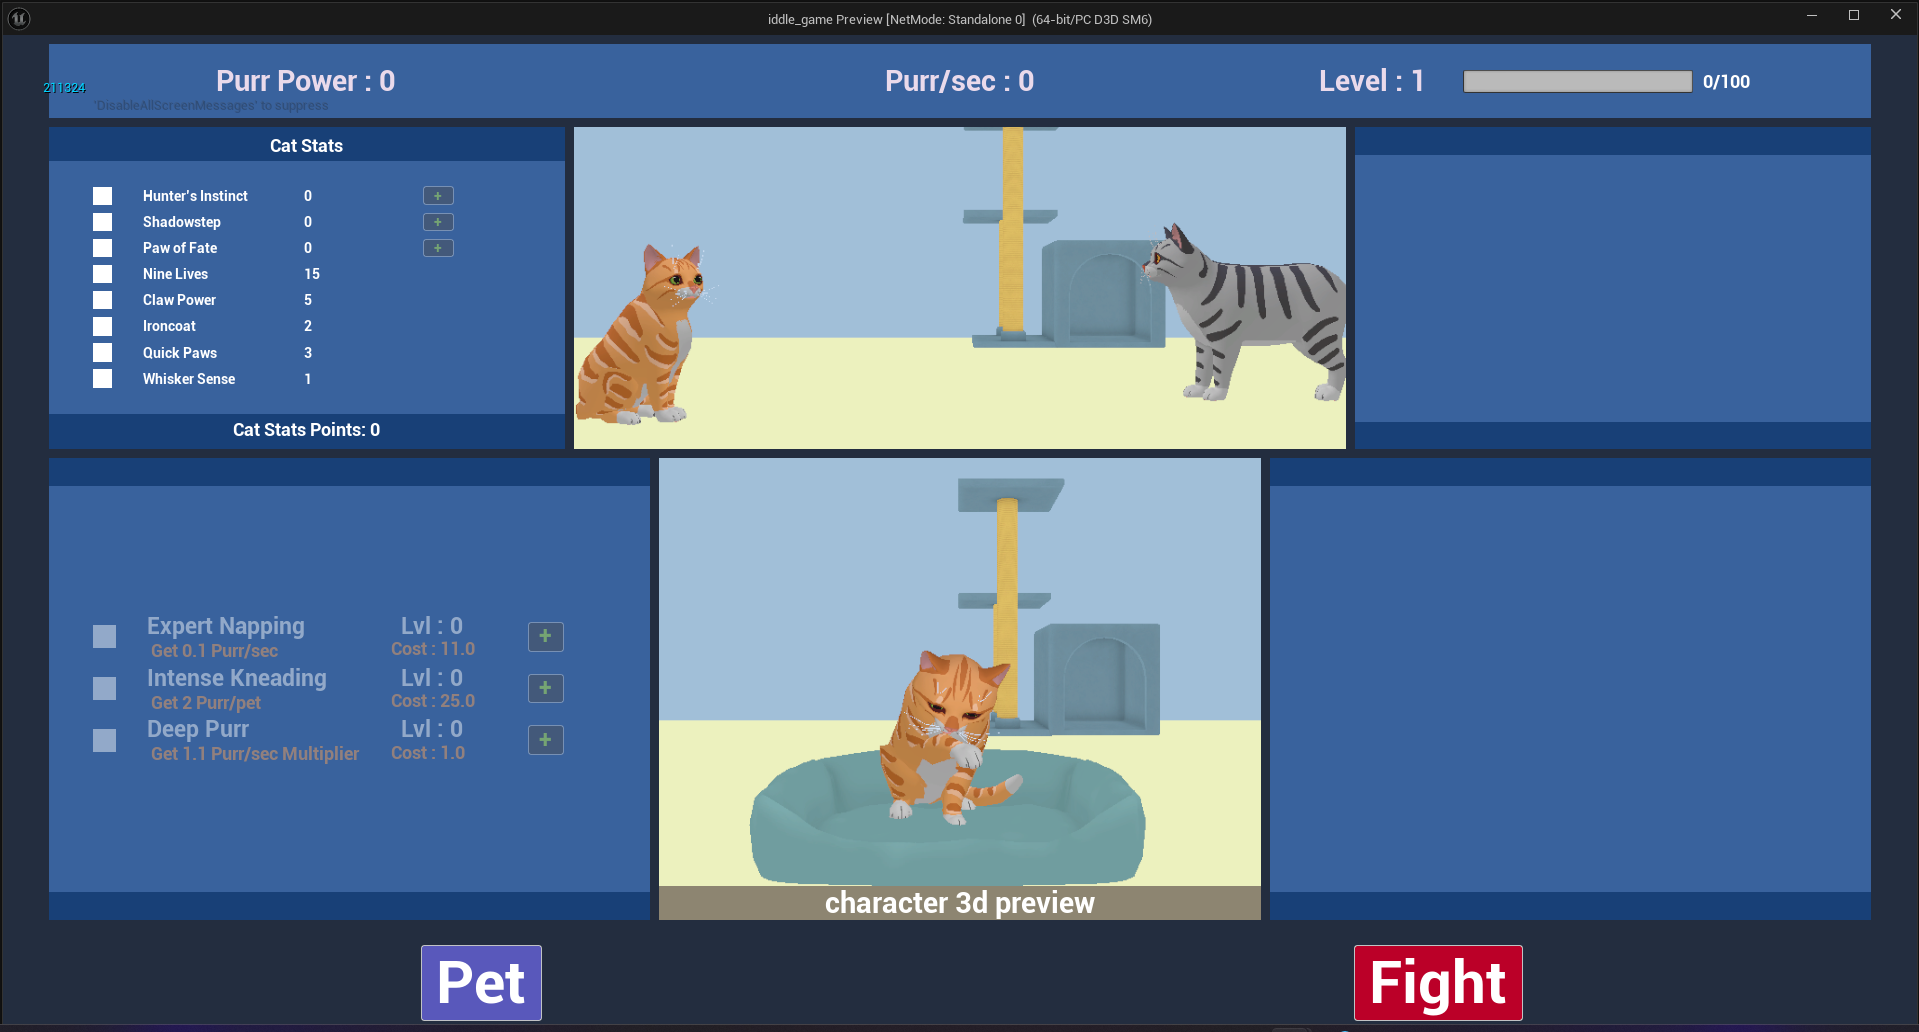 iddle_game Preview [NetMode: Standalone 0] (64-bit/PC D3D SM6)
Purr Power : 0
Purr/sec : 0
Level : 1
0/100
211324
'DisableAllScreenMessages' to suppress
Cat Stats
Hunter's Instinct 0 +
Shadowstep 0 +
Paw of Fate 0 +
Nine Lives 15
Claw Power 5
Ironcoat 2
Quick Paws 3
Whisker Sense 1
Cat Stats Points: 0
Expert Napping Lvl : 0 +
Get 0.1 Purr/sec Cost : 11.0
Intense Kneading Lvl : 0 +
Get 2 Purr/pet Cost : 25.0
Deep Purr Lvl : 0 +
Get 1.1 Purr/sec Multiplier Cost : 1.0
character 3d preview
Pet
Fight